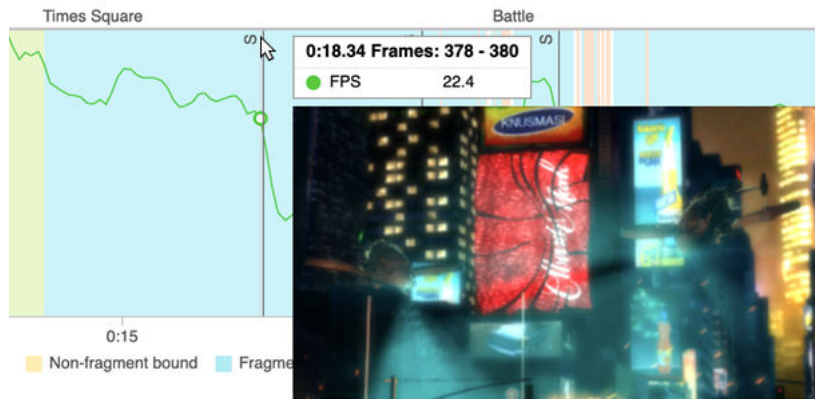 Times Square
Battle
S
S
0:18.34 Frames: 378 - 380
FPS
22.4
KNUSMASI
0:15
Non-fragment bound
Fragme